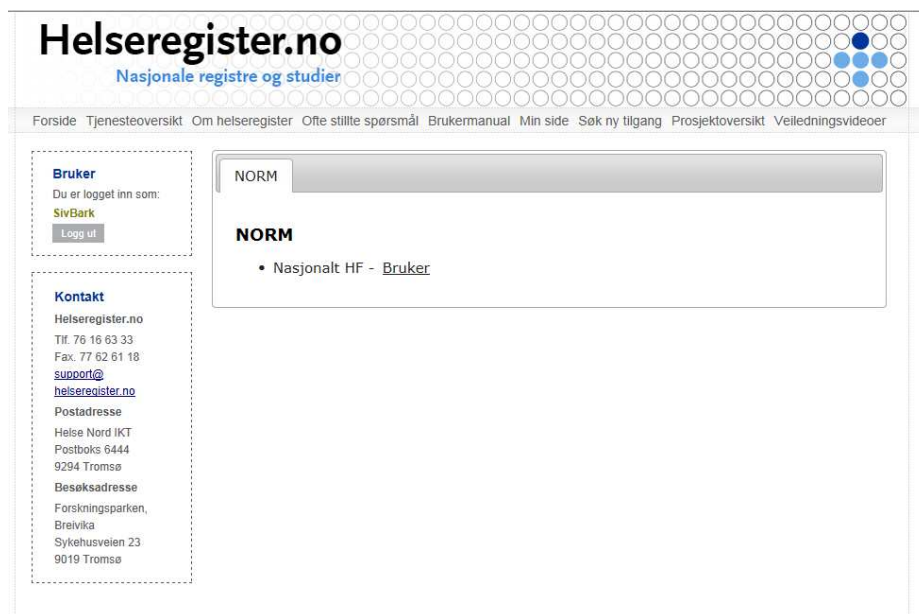 Helseregister.no
Nasjonale registre og studier
Forside Tjenesteoversikt Om helseregister Ofte stillte spørsmål Brukermanual Min side Søk ny tilgang Prosjektoversikt Veiledningsvideoer
Bruker
Du er logget inn som:
SivBark
Logg ut
Kontakt
Helseregister.no
Tlf. 76 16 63 33
Fax. 77 62 61 18
support@
helseregister.no
Postadresse
Helse Nord IKT
Postboks 6444
9294 Tromsø
Besøksadresse
Forskningsparken,
Breivika
Sykehusveien 23
9019 Tromsø
NORM
NORM
• Nasjonalt HF - Bruker